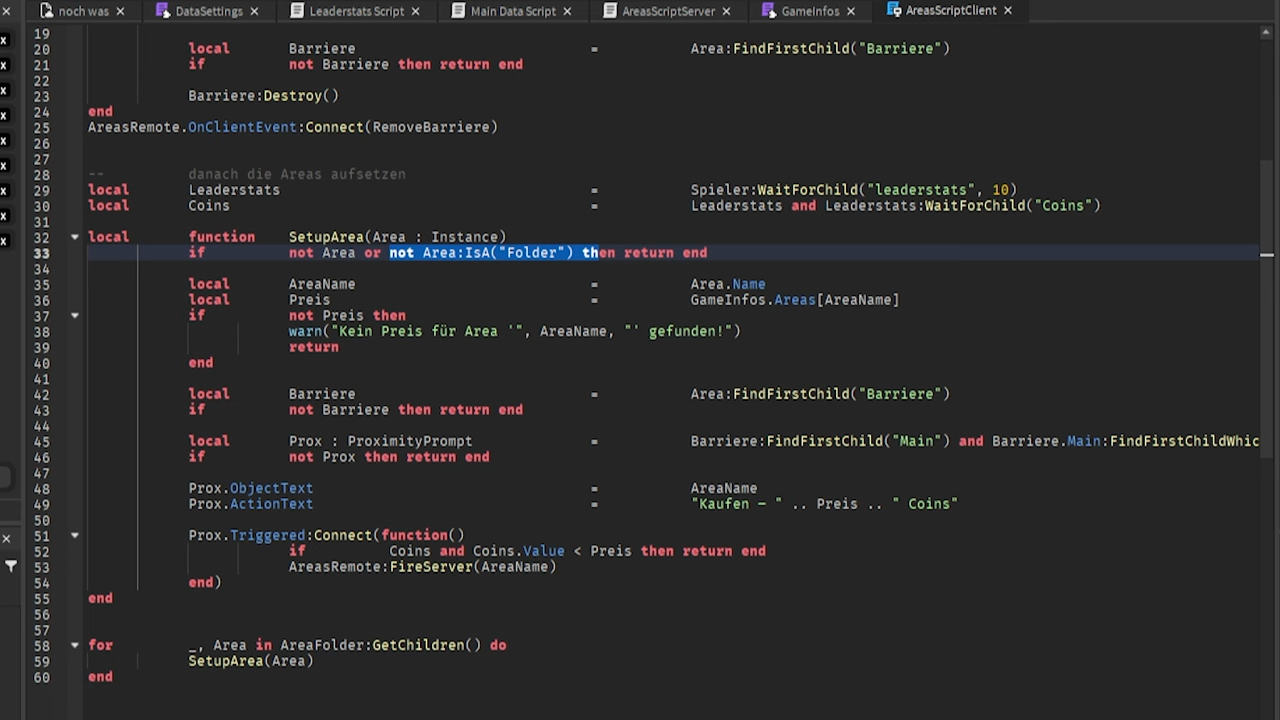 noch was DataSettings Leaderstats Script Main Data Script AreasScriptServer GameInfos AreasScriptClient
19
20 local Barriere = Area:FindFirstChild("Barriere")
21 if not Barriere then return end
22
23 Barriere:Destroy()
24 end
25 AreasRemote.OnClientEvent:Connect(RemoveBarriere)
26
27
28 -- danach die Areas aufsetzen
29 local Leaderstats = Spieler:WaitForChild("leaderstats", 10)
30 local Coins = Leaderstats and Leaderstats:WaitForChild("Coins")
31
32 local function SetupArea(Area : Instance)
33 if not Area or not Area:IsA("Folder") then return end
34
35 local AreaName = Area.Name
36 local Preis = GameInfos.Areas[AreaName]
37 if not Preis then
38 warn("Kein Preis für Area '", AreaName, "' gefunden!")
39 return
40 end
41
42 local Barriere = Area:FindFirstChild("Barriere")
43 if not Barriere then return end
44
45 local Prox : ProximityPrompt = Barriere:FindFirstChild("Main") and Barriere.Main:FindFirstChildWhic
46 if not Prox then return end
47
48 Prox.ObjectText = AreaName
49 Prox.ActionText = "Kaufen - " .. Preis .. " Coins"
50
51 Prox.Triggered:Connect(function()
52 if Coins and Coins.Value < Preis then return end
53 AreasRemote:FireServer(AreaName)
54 end)
55 end
56
57
58 for _, Area in AreaFolder:GetChildren() do
59 SetupArea(Area)
60 end